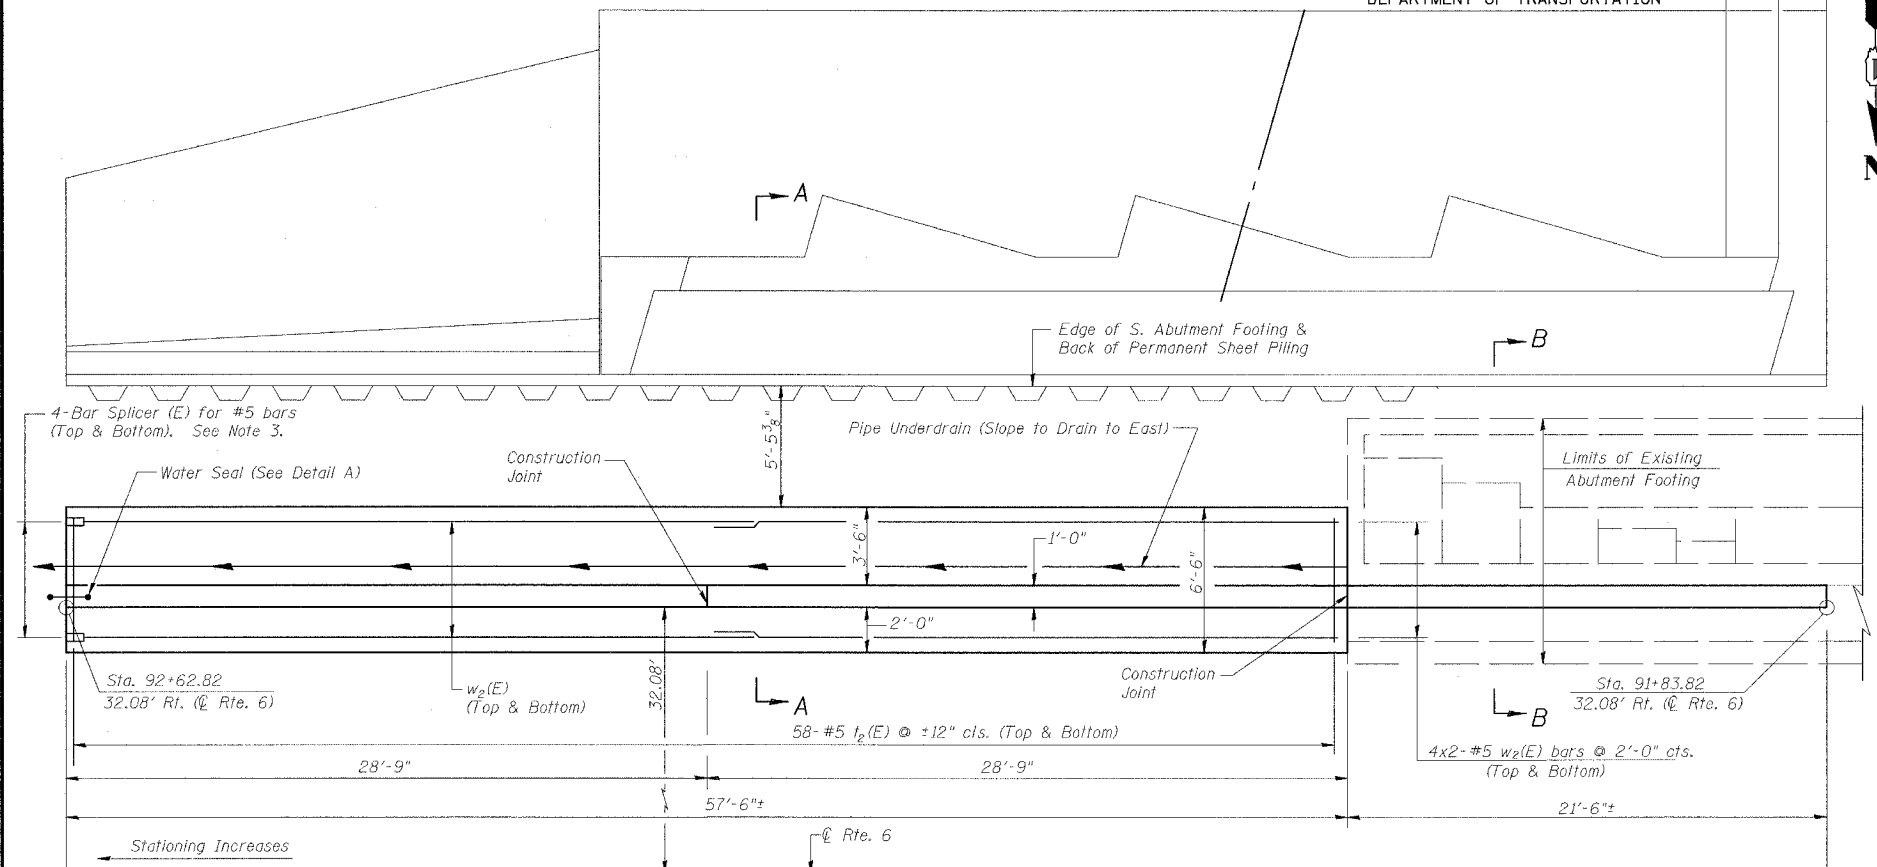 DEPARTMENT OF TRANSPORTATION
N
A
Edge of S. Abutment Footing &
Back of Permanent Sheet Piling
B
4-Bar Splicer (E) for #5 bars
(Top & Bottom). See Note 3.
5'-5 3/8"
Pipe Underdrain (Slope to Drain to East)
Water Seal (See Detail A)
Construction
Joint
Limits of Existing
Abutment Footing
3'-6"
1'-0"
6'-6"
2'-0"
Sta. 92+62.82
32.08' Rt. (℄ Rte. 6)
w2(E)
(Top & Bottom)
32.08'
A
Construction
Joint
Sta. 91+83.82
32.08' Rt. (℄ Rte. 6)
B
58-#5 t2(E) @ ±12" cts. (Top & Bottom)
4x2-#5 w2(E) bars @ 2'-0" cts.
(Top & Bottom)
28'-9"
28'-9"
57'-6"±
21'-6"±
℄ Rte. 6
Stationing Increases